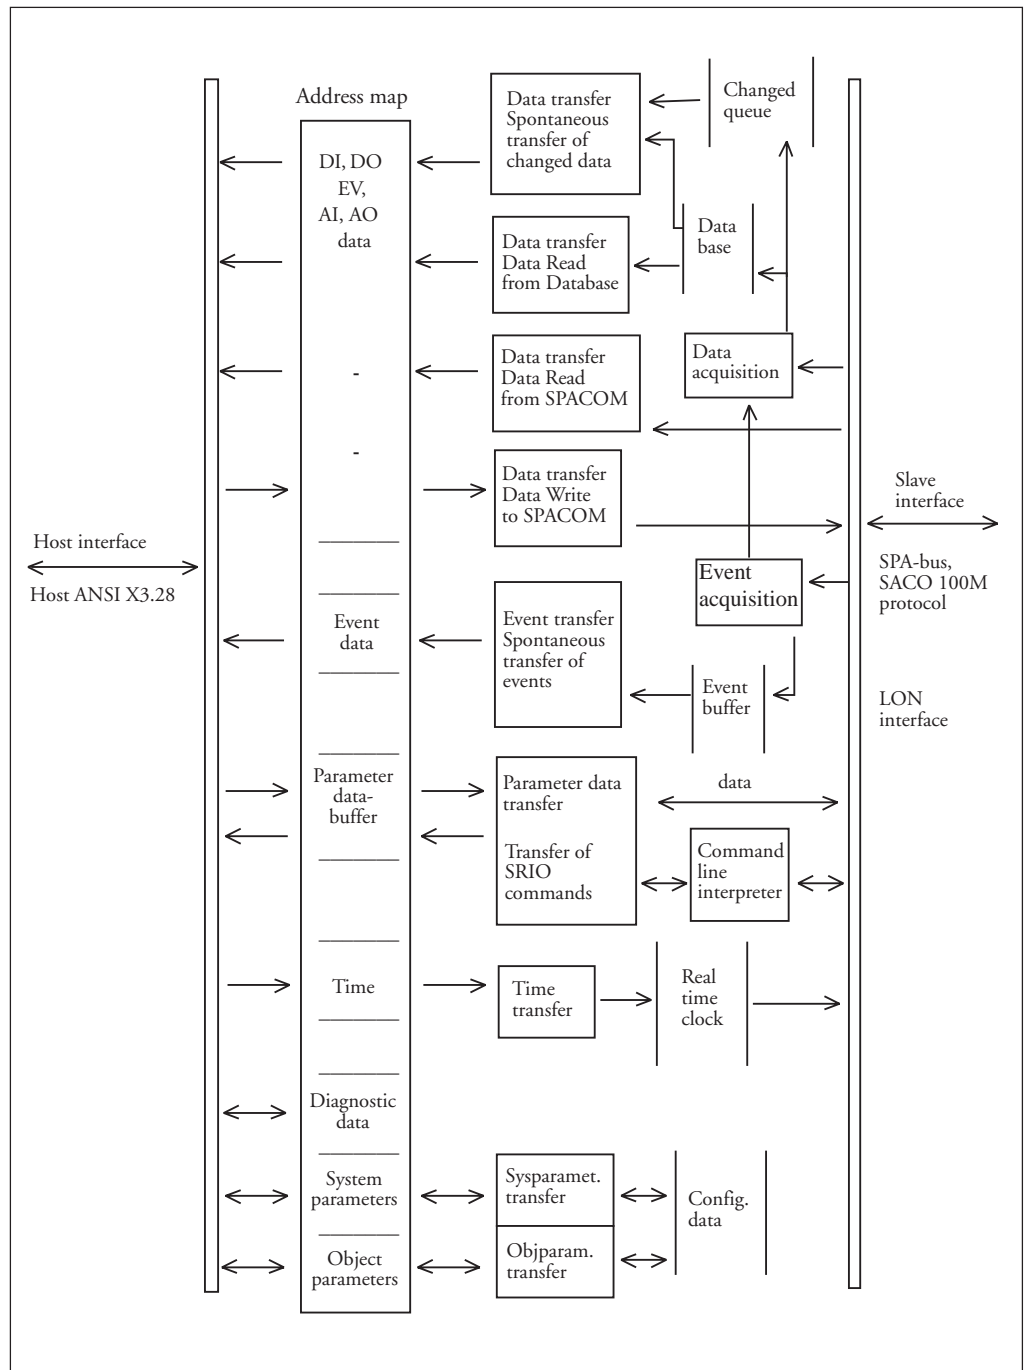 Address map
DI, DO
EV,
AI, AO
data
-
-
Event
data
Parameter
data-
buffer
Time
Diagnostic
data
System
parameters
Object
parameters
Host interface
Host ANSI X3.28
Data transfer
Spontaneous
transfer of
changed data
Changed
queue
Data transfer
Data Read
from Database
Data
base
Data transfer
Data Read
from SPACOM
Data
acquisition
Data transfer
Data Write
to SPACOM
Event
acquisition
Event transfer
Spontaneous
transfer of
events
Event
buffer
Parameter data
transfer
Transfer of
SRIO
commands
data
Command
line
interpreter
Time
transfer
Real
time
clock
Sysparamet.
transfer
Objparam.
transfer
Config.
data
Slave
interface
SPA-bus,
SACO 100M
protocol
LON
interface